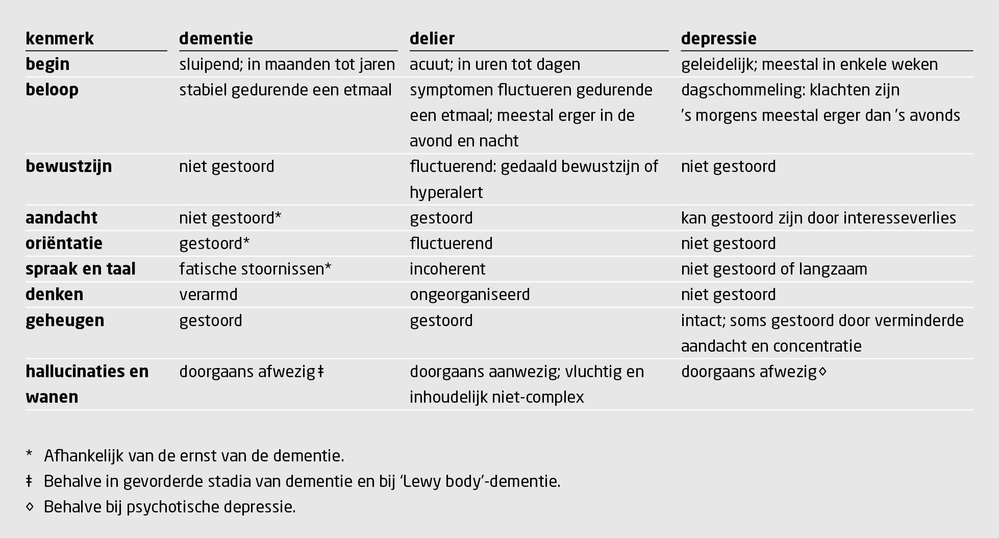 kenmerk dementie delier depressie
begin sluipend; in maanden tot jaren acuut; in uren tot dagen geleidelijk; meestal in enkele weken
beloop stabiel gedurende een etmaal symptomen fluctueren gedurende dagschommeling: klachten zijn
een etmaal; meestal erger in de ’s morgens meestal erger dan ’s avonds
avond en nacht
bewustzijn niet gestoord fluctuerend: gedaald bewustzijn of niet gestoord
hyperalert
aandacht niet gestoord* gestoord kan gestoord zijn door interesseverlies
oriëntatie gestoord* fluctuerend niet gestoord
spraak en taal fatische stoornissen* incoherent niet gestoord of langzaam
denken verarmd ongeorganiseerd niet gestoord
geheugen gestoord gestoord intact; soms gestoord door verminderde
aandacht en concentratie
hallucinaties en doorgaans afwezig‡ doorgaans aanwezig; vluchtig en doorgaans afwezig◊
wanen inhoudelijk niet-complex
* Afhankelijk van de ernst van de dementie.
‡ Behalve in gevorderde stadia van dementie en bij ‘Lewy body’-dementie.
◊ Behalve bij psychotische depressie.